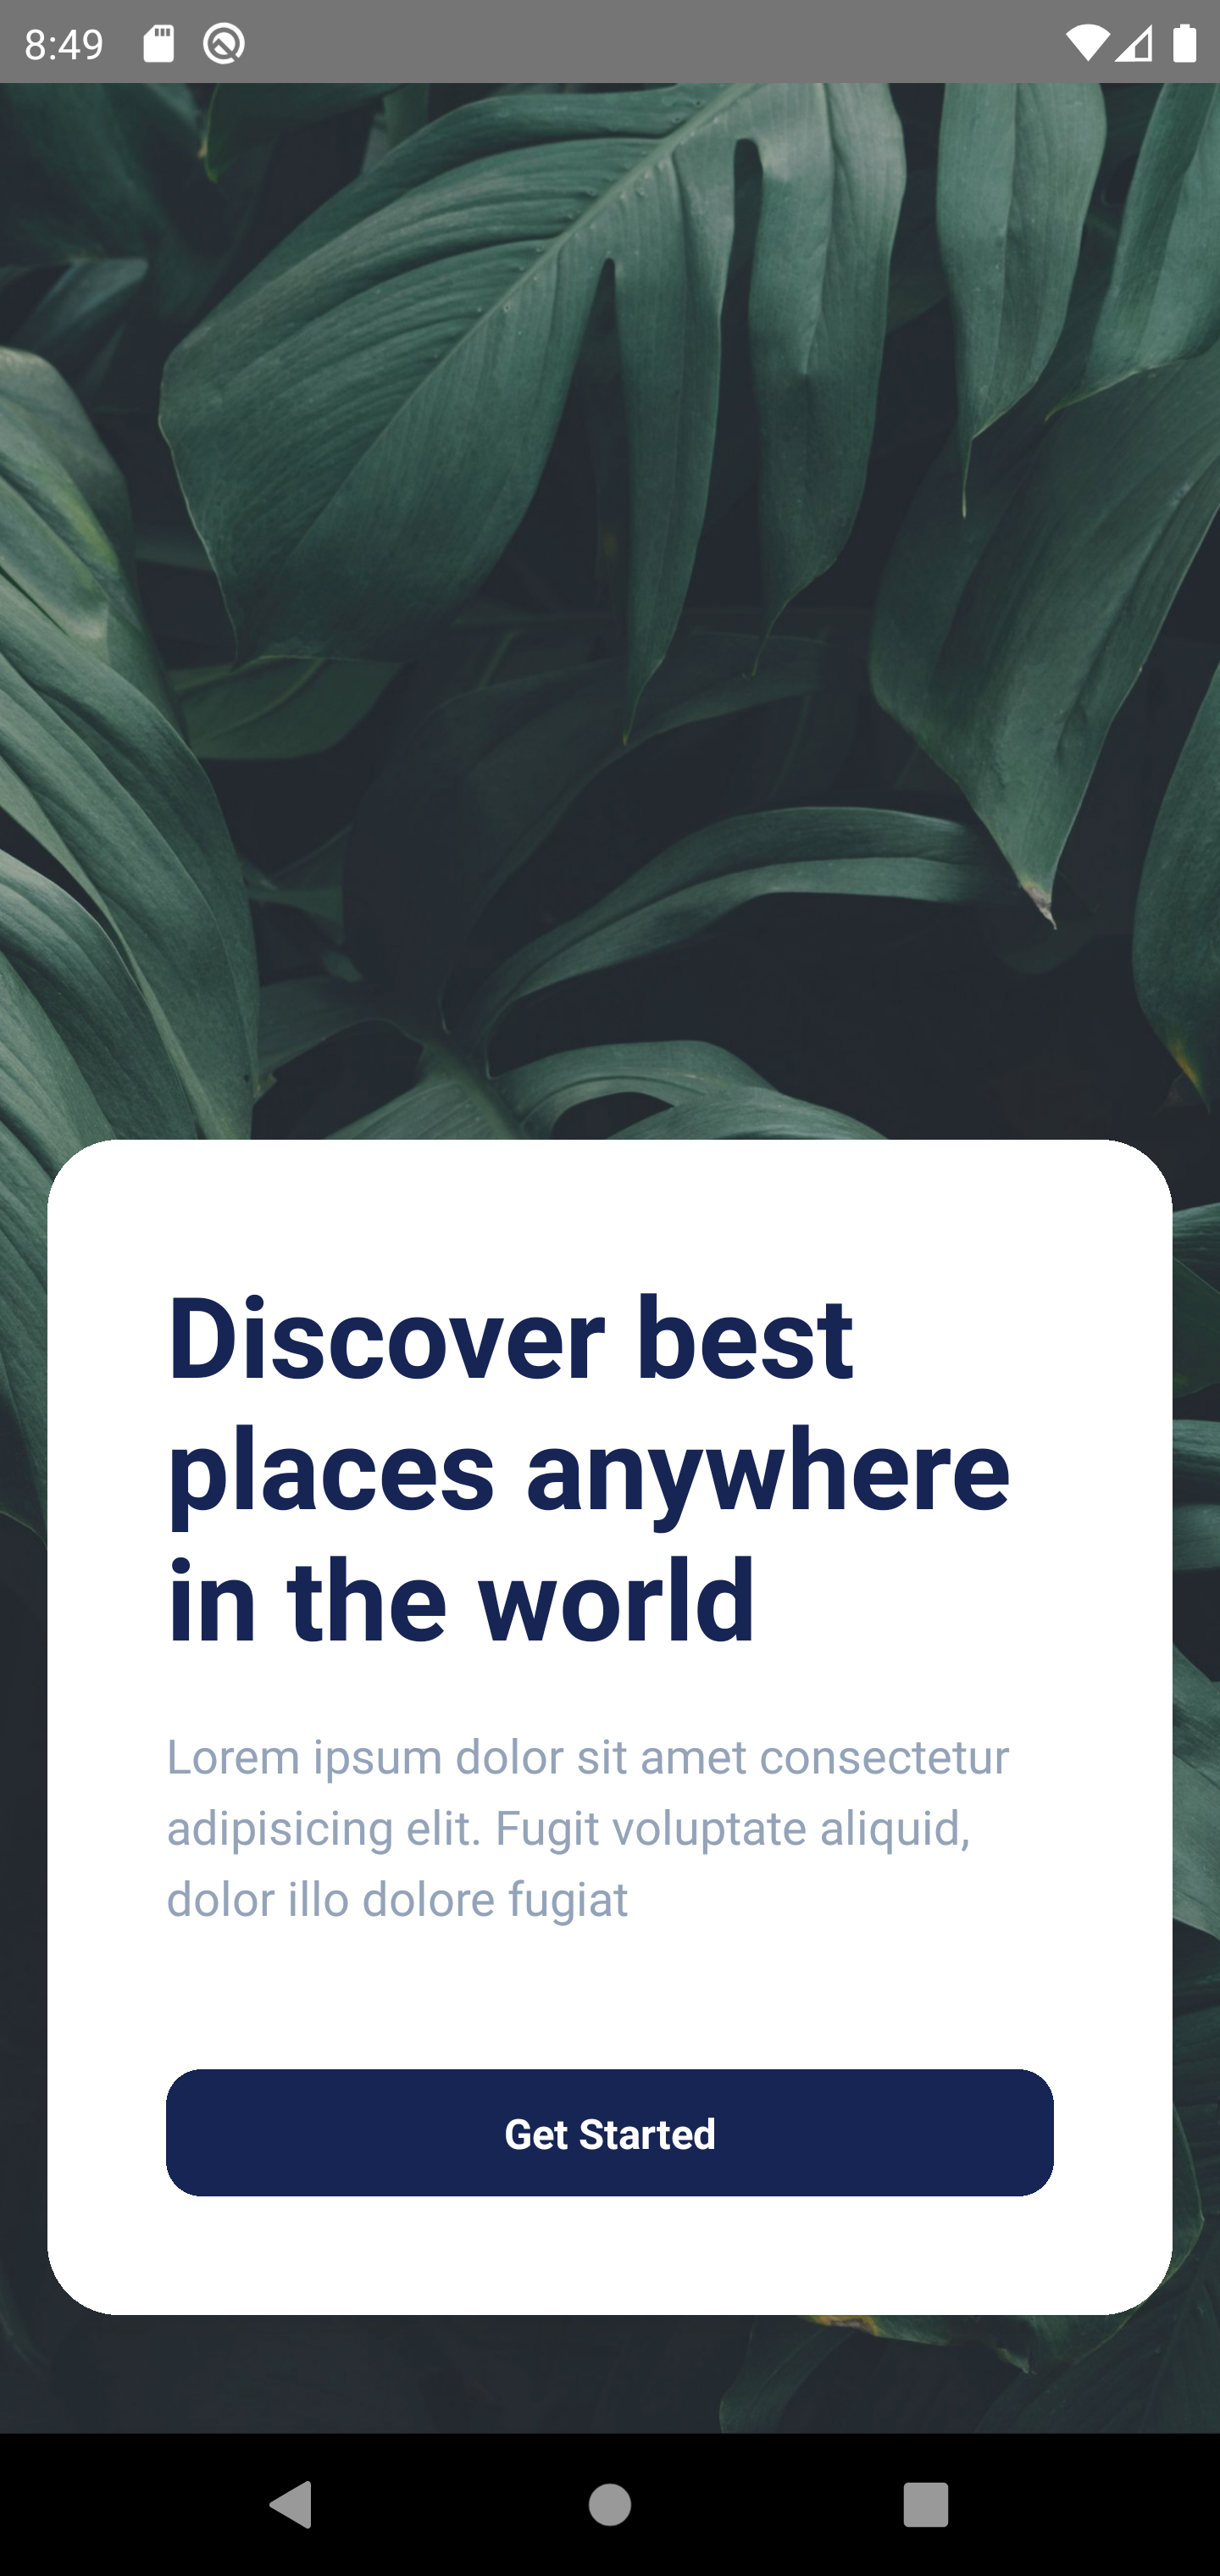 8:49
Discover best
places anywhere
in the world
Lorem ipsum dolor sit amet consectetur
adipisicing elit. Fugit voluptate aliquid,
dolor illo dolore fugiat
Get Started